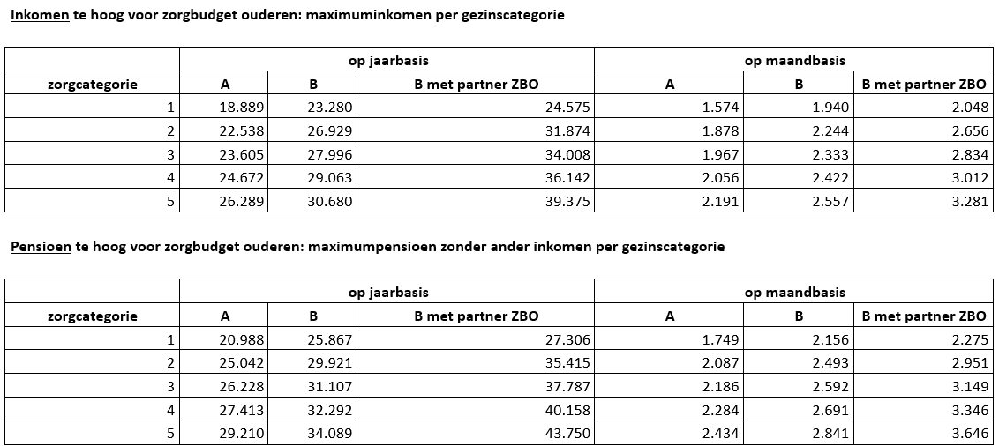 Inkomen te hoog voor zorgbudget ouderen: maximuminkomen per gezinscategorie
op jaarbasis op maandbasis
zorgcategorie A B B met partner ZBO A B B met partner ZBO
1 18.889 23.280 24.575 1.574 1.940 2.048
2 22.538 26.929 31.874 1.878 2.244 2.656
3 23.605 27.996 34.008 1.967 2.333 2.834
4 24.672 29.063 36.142 2.056 2.422 3.012
5 26.289 30.680 39.375 2.191 2.557 3.281
Pensioen te hoog voor zorgbudget ouderen: maximumpensioen zonder ander inkomen per gezinscategorie
op jaarbasis op maandbasis
zorgcategorie A B B met partner ZBO A B B met partner ZBO
1 20.988 25.867 27.306 1.749 2.156 2.275
2 25.042 29.921 35.415 2.087 2.493 2.951
3 26.228 31.107 37.787 2.186 2.592 3.149
4 27.413 32.292 40.158 2.284 2.691 3.346
5 29.210 34.089 43.750 2.434 2.841 3.646